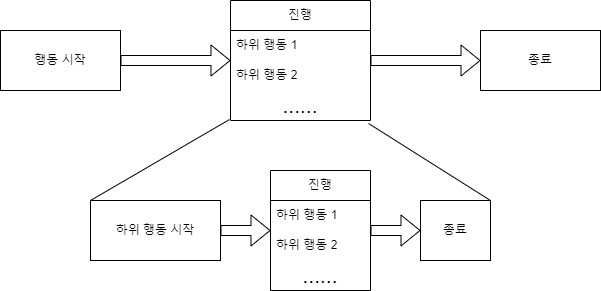 행동 시작
진행
하위 행동 1
하위 행동 2
......
종료
하위 행동 시작
진행
하위 행동 1
하위 행동 2
......
종료